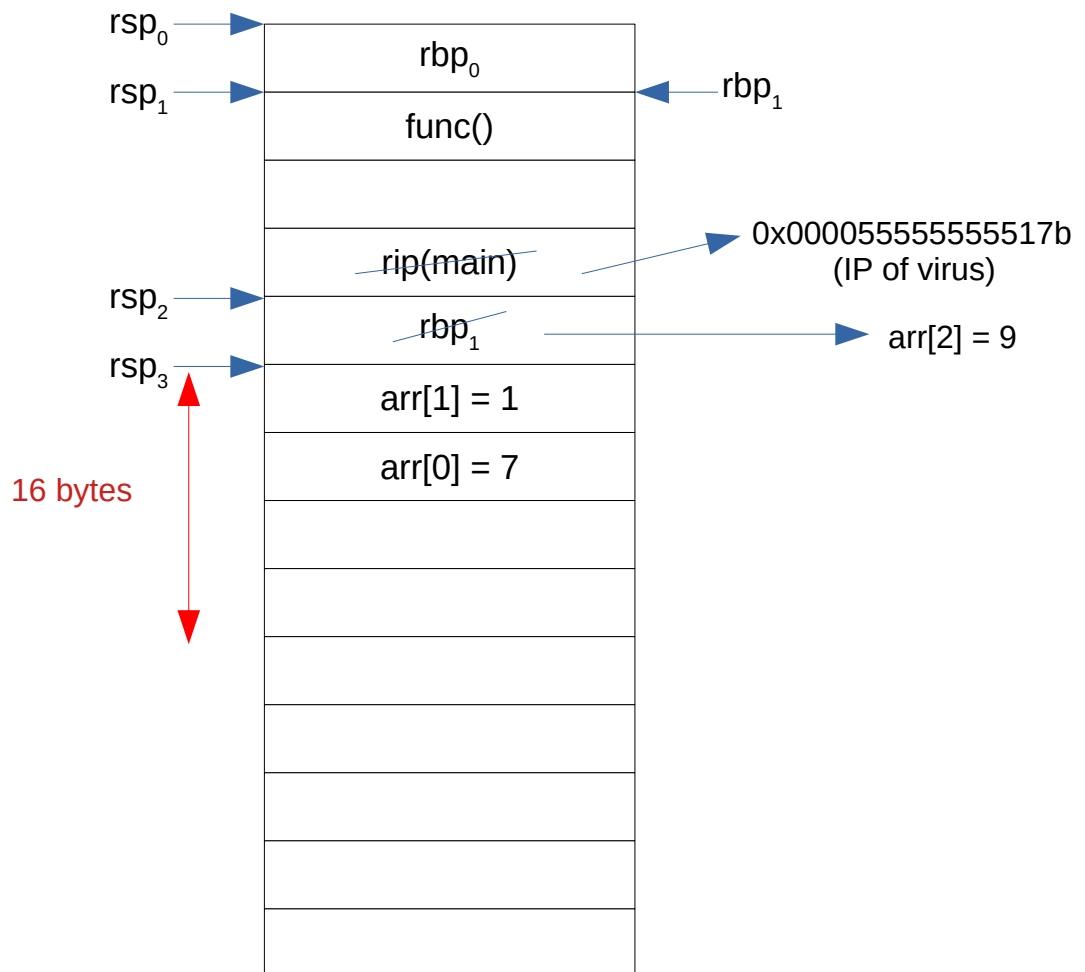 rsp₀
rbp₀
rsp₁
rbp₁
func()
rip(main)
0x000055555555517b
(IP of virus)
rsp₂
rbp₁
arr[2] = 9
rsp₃
arr[1] = 1
arr[0] = 7
16 bytes